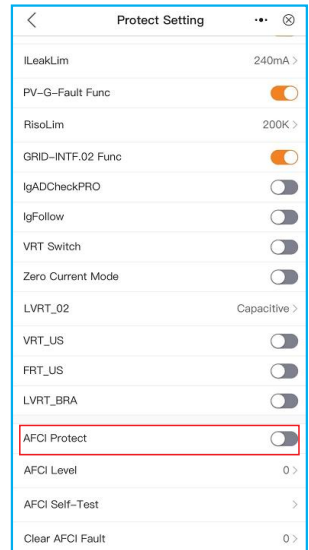 Protect Setting
ILeakLim 240mA >
PV-G-Fault Func
RisoLim 200K >
GRID-INTF.02 Func
IgADCheckPRO
IgFollow
VRT Switch
Zero Current Mode
LVRT_02 Capacitive >
VRT_US
FRT_US
LVRT_BRA
AFCI Protect
AFCI Level 0 >
AFCI Self-Test >
Clear AFCI Fault 0 >